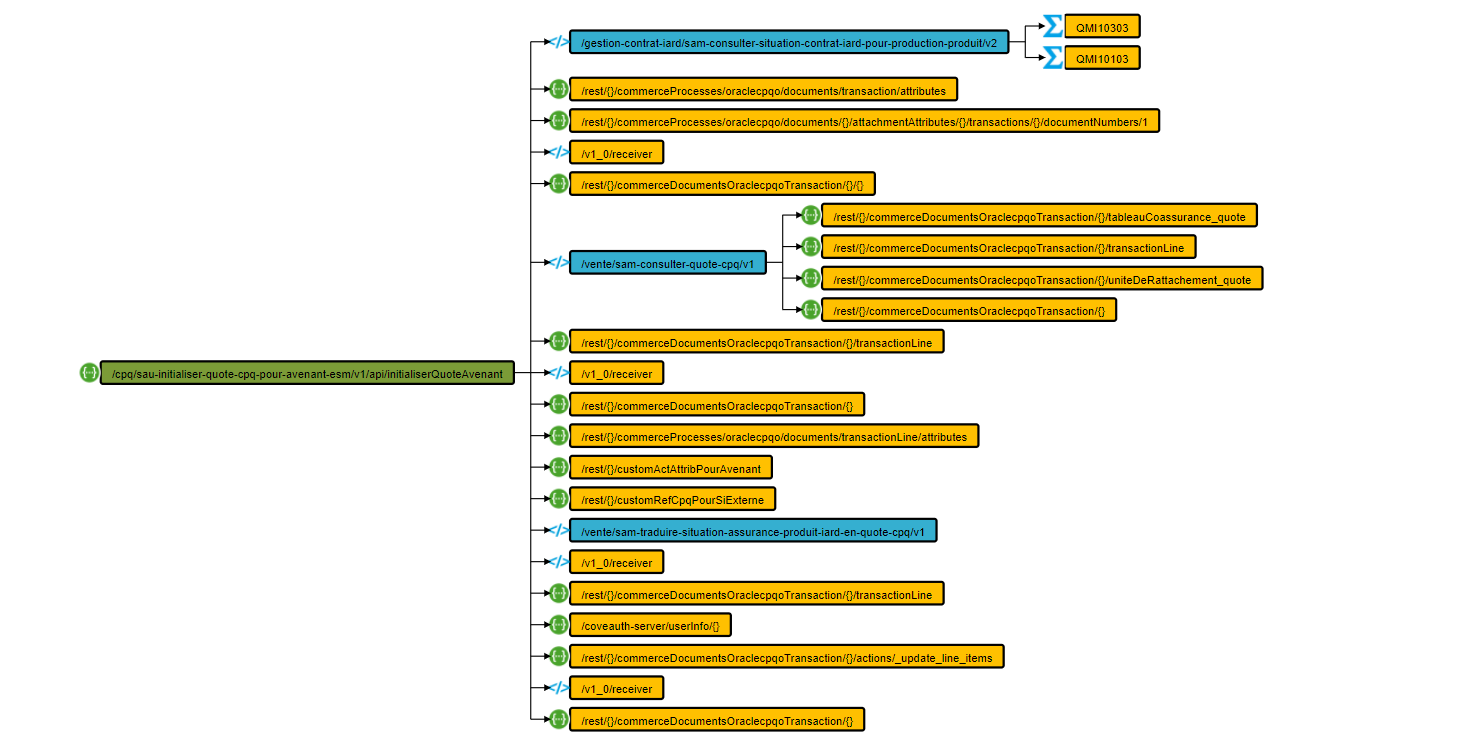 /gestion-contrat-iard/sam-consulter-situation-contrat-iard-pour-production-produit/v2
QMI10303
QMI10103
/rest/{}/commerceProcesses/oraclecpqo/documents/transaction/attributes
/rest/{}/commerceProcesses/oraclecpqo/documents/{}/attachmentAttributes/{}/transactions/{}/documentNumbers/1
/v1_0/receiver
/rest/{}/commerceDocumentsOraclecpqoTransaction/{}/{}
/vente/sam-consulter-quote-cpq/v1
/rest/{}/commerceDocumentsOraclecpqoTransaction/{}/tableauCoassurance_quote
/rest/{}/commerceDocumentsOraclecpqoTransaction/{}/transactionLine
/rest/{}/commerceDocumentsOraclecpqoTransaction/{}/uniteDeRattachement_quote
/rest/{}/commerceDocumentsOraclecpqoTransaction/{}
/rest/{}/commerceDocumentsOraclecpqoTransaction/{}/transactionLine
/cpq/sau-initialiser-quote-cpq-pour-avenant-esm/v1/api/initialiserQuoteAvenant
/v1_0/receiver
/rest/{}/commerceDocumentsOraclecpqoTransaction/{}
/rest/{}/commerceProcesses/oraclecpqo/documents/transactionLine/attributes
/rest/{}/customActAttribPourAvenant
/rest/{}/customRefCpqPourSiExterne
/vente/sam-traduire-situation-assurance-produit-iard-en-quote-cpq/v1
/v1_0/receiver
/rest/{}/commerceDocumentsOraclecpqoTransaction/{}/transactionLine
/coveauth-server/userInfo/{}
/rest/{}/commerceDocumentsOraclecpqoTransaction/{}/actions/_update_line_items
/v1_0/receiver
/rest/{}/commerceDocumentsOraclecpqoTransaction/{}